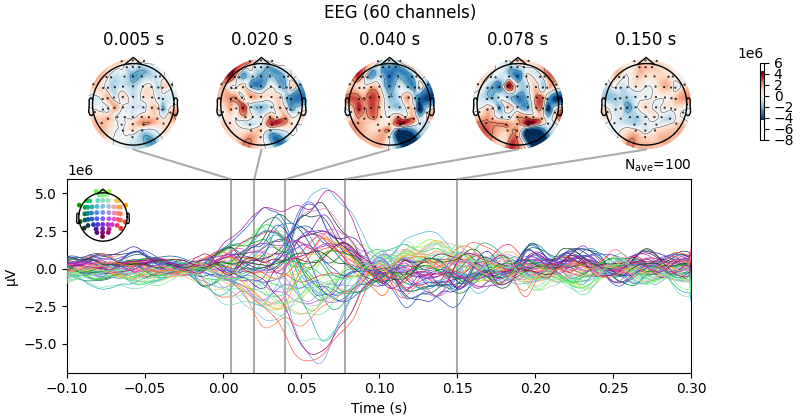 EEG (60 channels)
0.005 s 0.020 s 0.040 s 0.078 s 0.150 s
1e6
6
4
2
0
−2
−4
−6
−8
Nave=100
1e6
5.0
2.5
0.0
−2.5
−5.0
µV
−0.10 −0.05 0.00 0.05 0.10 0.15 0.20 0.25 0.30
Time (s)